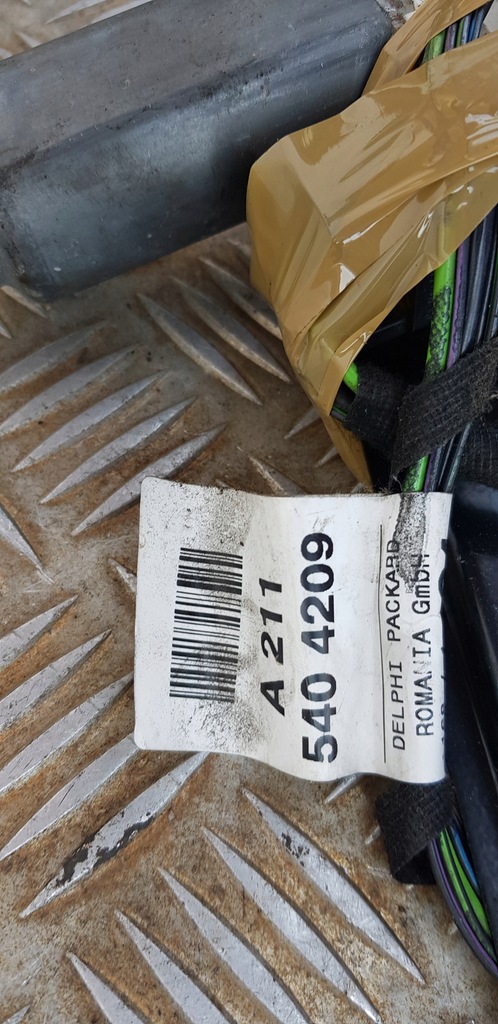 A 211
540 4209
DELPHI PACKARD
ROMANIA GmbH